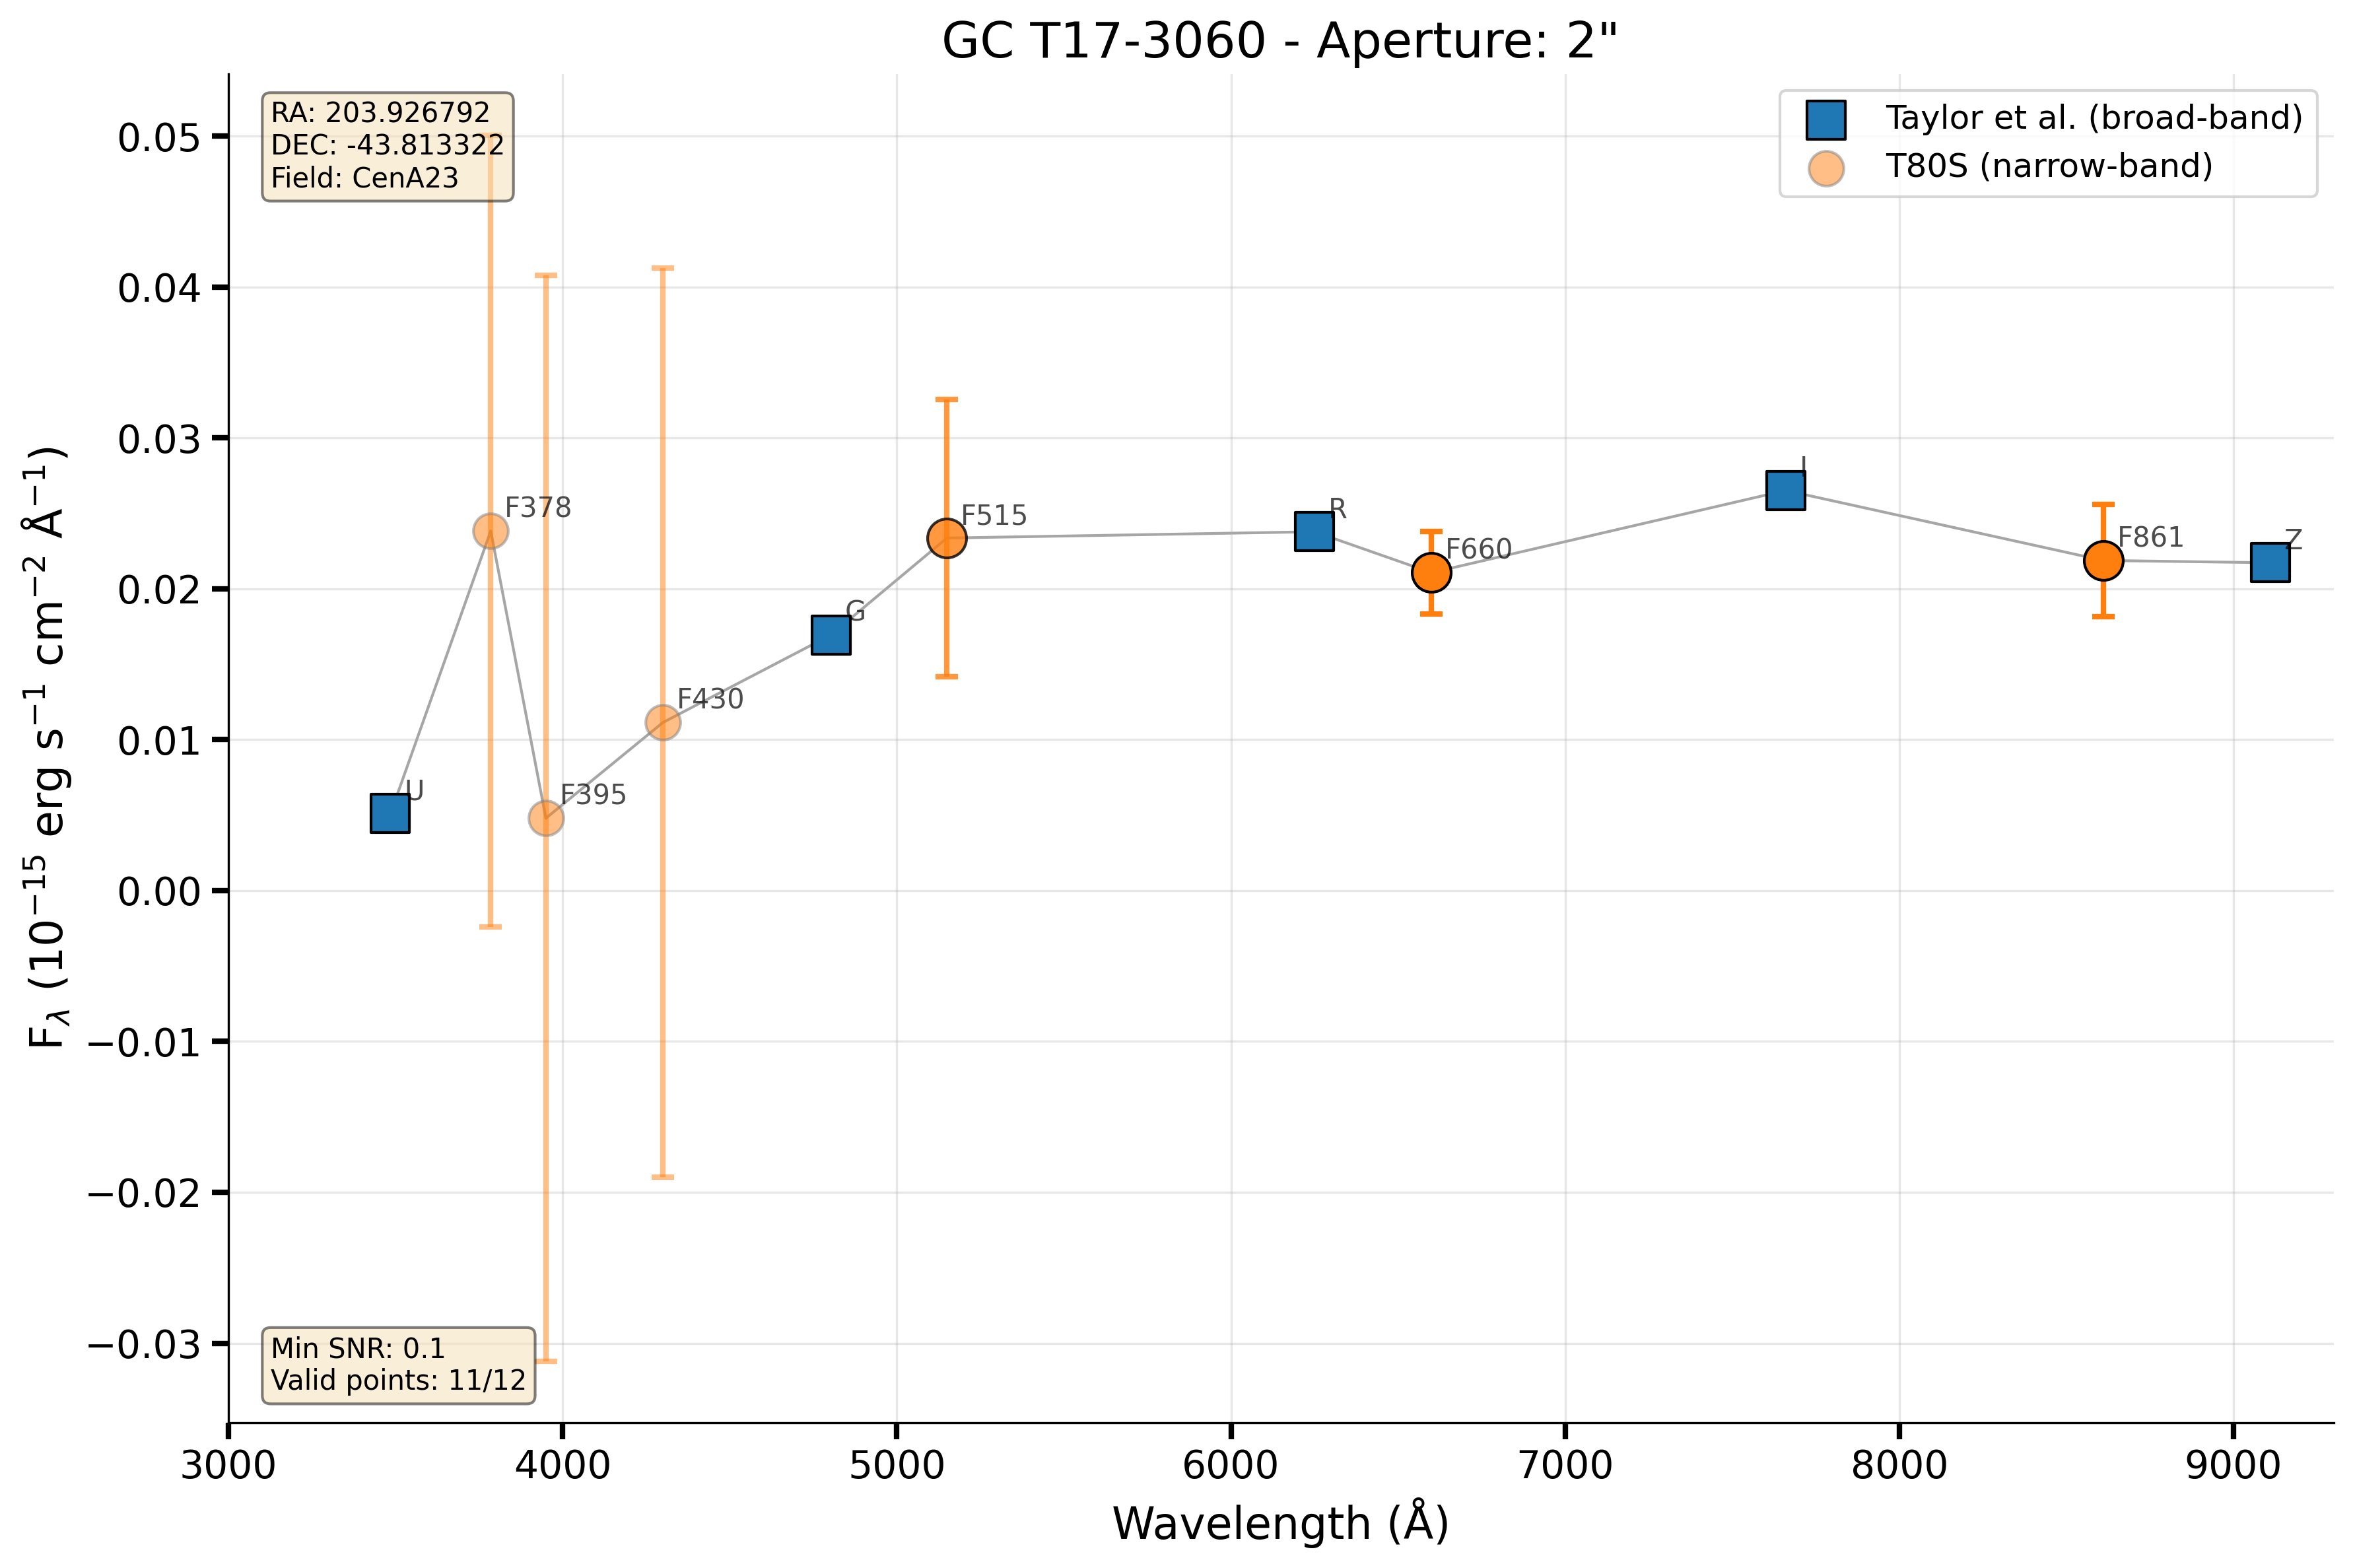 GC T17-3060 - Aperture: 2"
RA: 203.926792
DEC: -43.813322
Field: CenA23
Taylor et al. (broad-band)
T80S (narrow-band)
0.05
0.04
0.03
0.02
0.01
0.00
−0.01
−0.02
−0.03
F_λ (10⁻¹⁵ erg s⁻¹ cm⁻² Å⁻¹)
U
F378
F395
F430
G
F515
R
F660
I
F861
Z
Min SNR: 0.1
Valid points: 11/12
3000
4000
5000
6000
7000
8000
9000
Wavelength (Å)